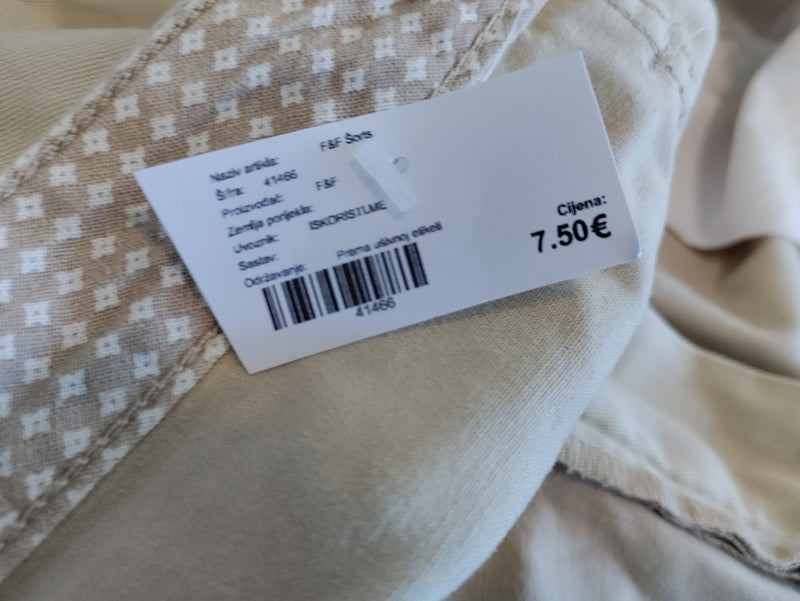 Naziv artikla: F&F Šorts
Šifra: 41466
Proizvođač: F&F
Zemlja porijekla:
Uvoznik: ISKORISTI.ME
Sastav:
Održavanje: Prema ušivnoj etiketi
41466
Cijena:
7.50€